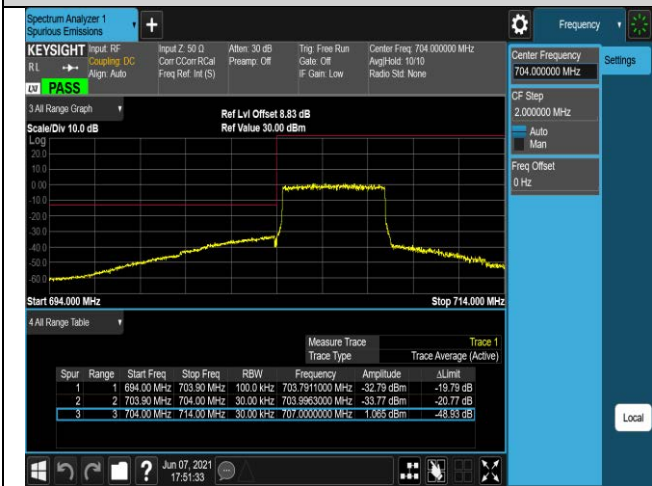 Spectrum Analyzer 1
Spurious Emissions
Frequency
KEYSIGHT
Input: RF
Coupling: DC
Align: Auto
Input Z: 50 Ω
Corr CCorr RCal
Freq Ref: Int (S)
Atten: 30 dB
Preamp: Off
Trig: Free Run
Gate: Off
IF Gain: Low
Center Freq: 704.000000 MHz
Avg|Hold: 10/10
Radio Std: None
R L
LXI
PASS
Center Frequency
704.000000 MHz
Settings
CF Step
2.000000 MHz
Auto
Man
Freq Offset
0 Hz
3 All Range Graph
Ref Lvl Offset 8.83 dB
Scale/Div 10.0 dB
Ref Value 30.00 dBm
Log
20.0
10.0
0.00
-10.0
-20.0
-30.0
-40.0
-50.0
-60.0
Start 694.000 MHz
Stop 714.000 MHz
4 All Range Table
Measure Trace Trace 1
Trace Type Trace Average (Active)
Spur Range Start Freq Stop Freq RBW Frequency Amplitude ΔLimit
1 1 694.00 MHz 703.90 MHz 100.0 kHz 703.7911000 MHz -32.79 dBm -19.79 dB
2 2 703.90 MHz 704.00 MHz 30.00 kHz 703.9963000 MHz -33.77 dBm -20.77 dB
3 3 704.00 MHz 714.00 MHz 30.00 kHz 707.0000000 MHz 1.065 dBm -48.93 dB
Local
?
Jun 07, 2021
17:51:33